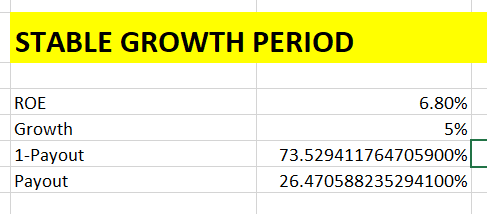 STABLE GROWTH PERIOD
ROE 6.80%
Growth 5%
1-Payout 73.529411764705900%
Payout 26.470588235294100%